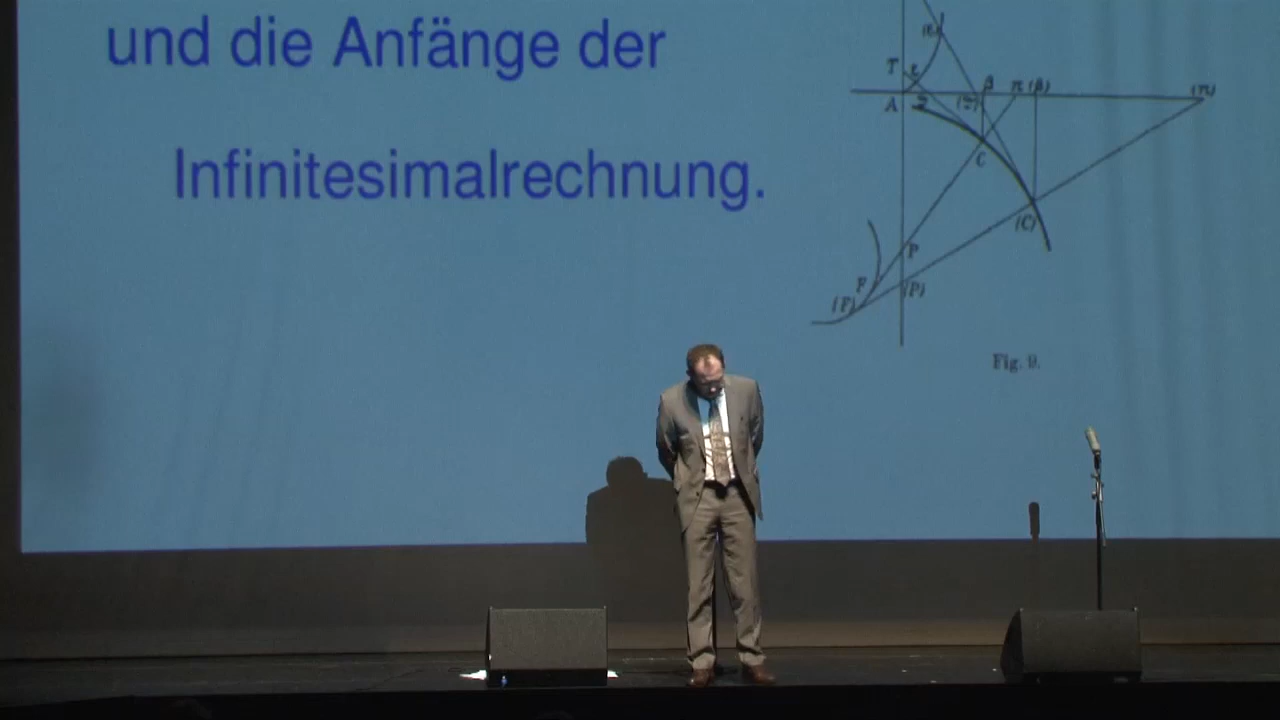 und die Anfänge der
Infinitesimalrechnung.
(ε)
T
A
(π)
β
π
(β)
C
(C)
P
F
(P)
(F)
Fig. 9.